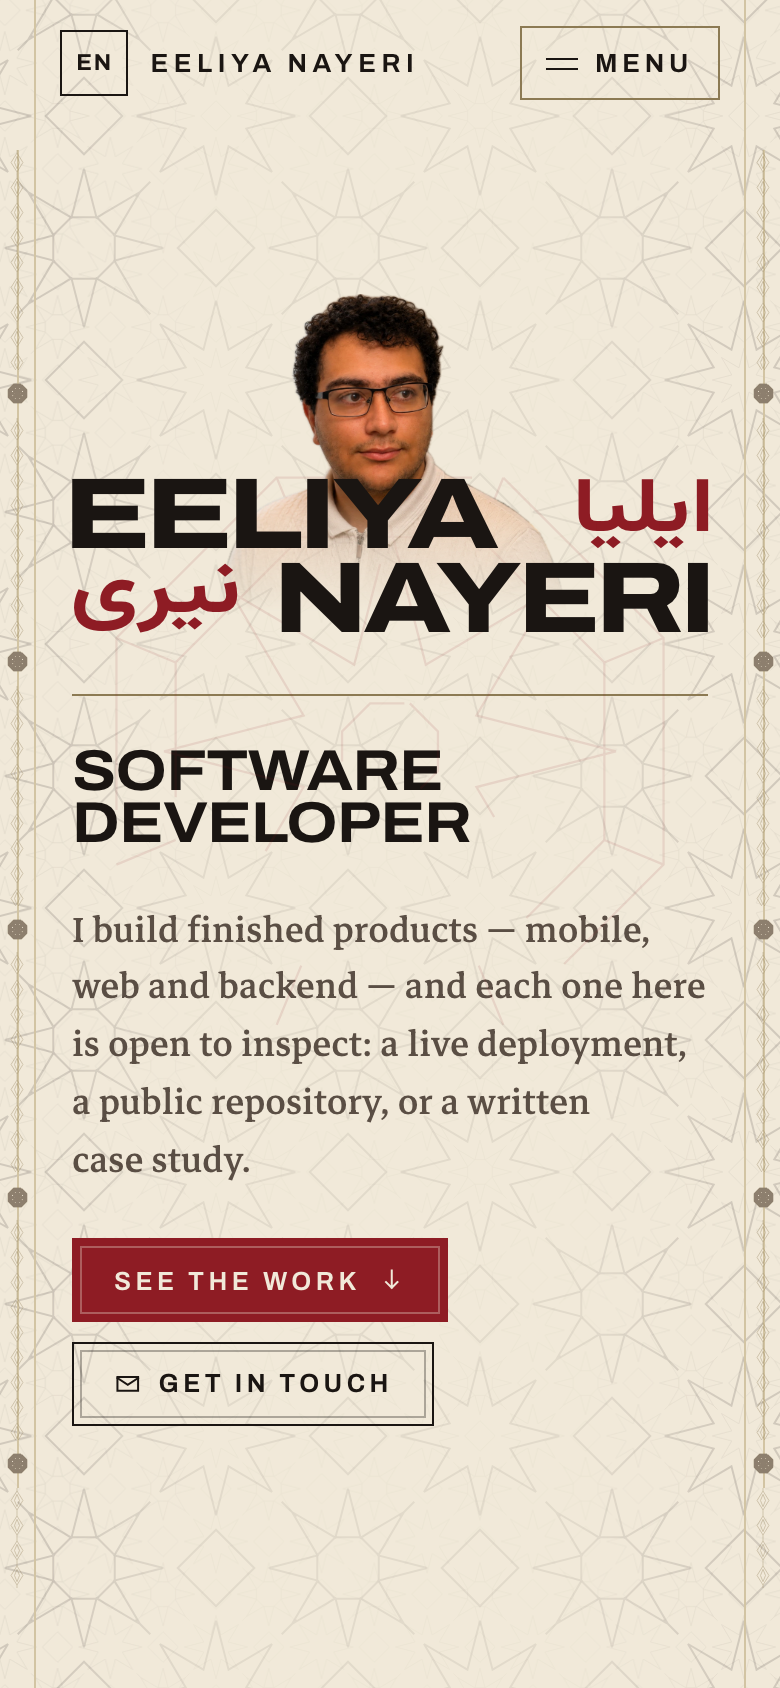 EN EELIYA NAYERI MENU
EELIYA ایلیا
نیری NAYERI
SOFTWARE
DEVELOPER
I build finished products — mobile,
web and backend — and each one here
is open to inspect: a live deployment,
a public repository, or a written
case study.
SEE THE WORK ↓
GET IN TOUCH